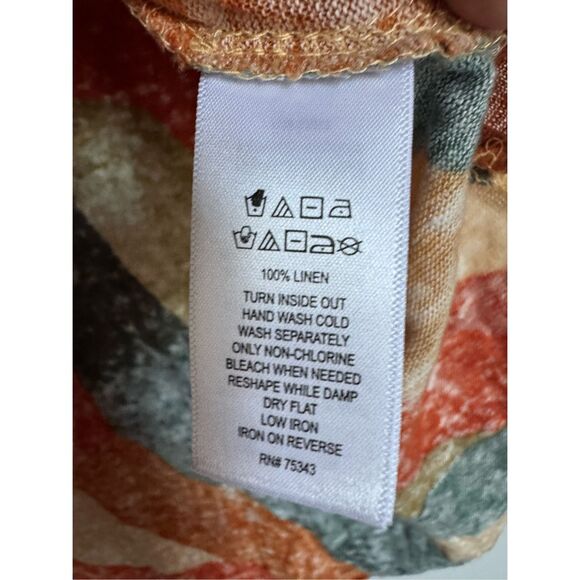 100% LINEN
TURN INSIDE OUT
HAND WASH COLD
WASH SEPARATELY
ONLY NON-CHLORINE
BLEACH WHEN NEEDED
RESHAPE WHILE DAMP
DRY FLAT
LOW IRON
IRON ON REVERSE
RN# 75343